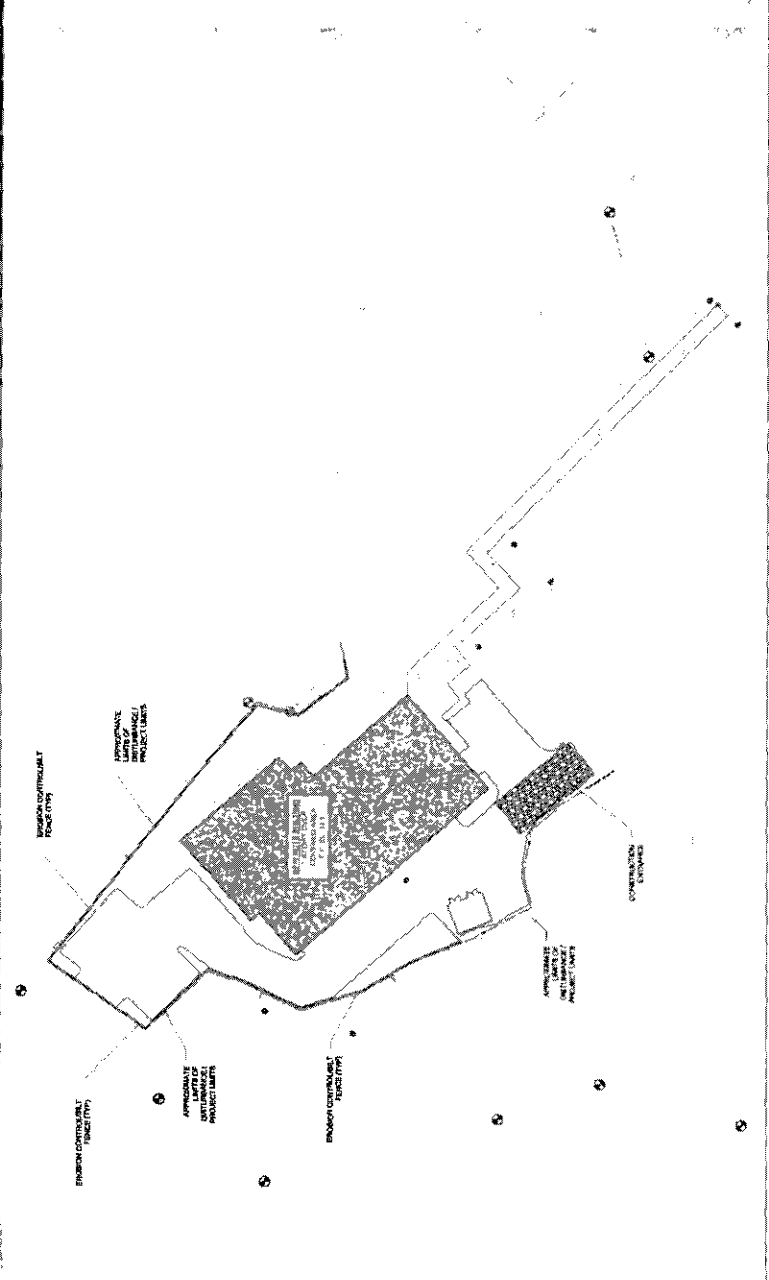 EROSION CONTROL/SILT
FENCE (TYP)
APPROXIMATE
LIMITS OF
DISTURBANCE /
PROJECT LIMITS
EROSION CONTROL/SILT
FENCE (TYP)
APPROXIMATE
LIMITS OF
DISTURBANCE /
PROJECT LIMITS
EROSION CONTROL/SILT
FENCE (TYP)
APPROXIMATE
LIMITS OF
DISTURBANCE /
PROJECT LIMITS
CONSTRUCTION
ENTRANCE